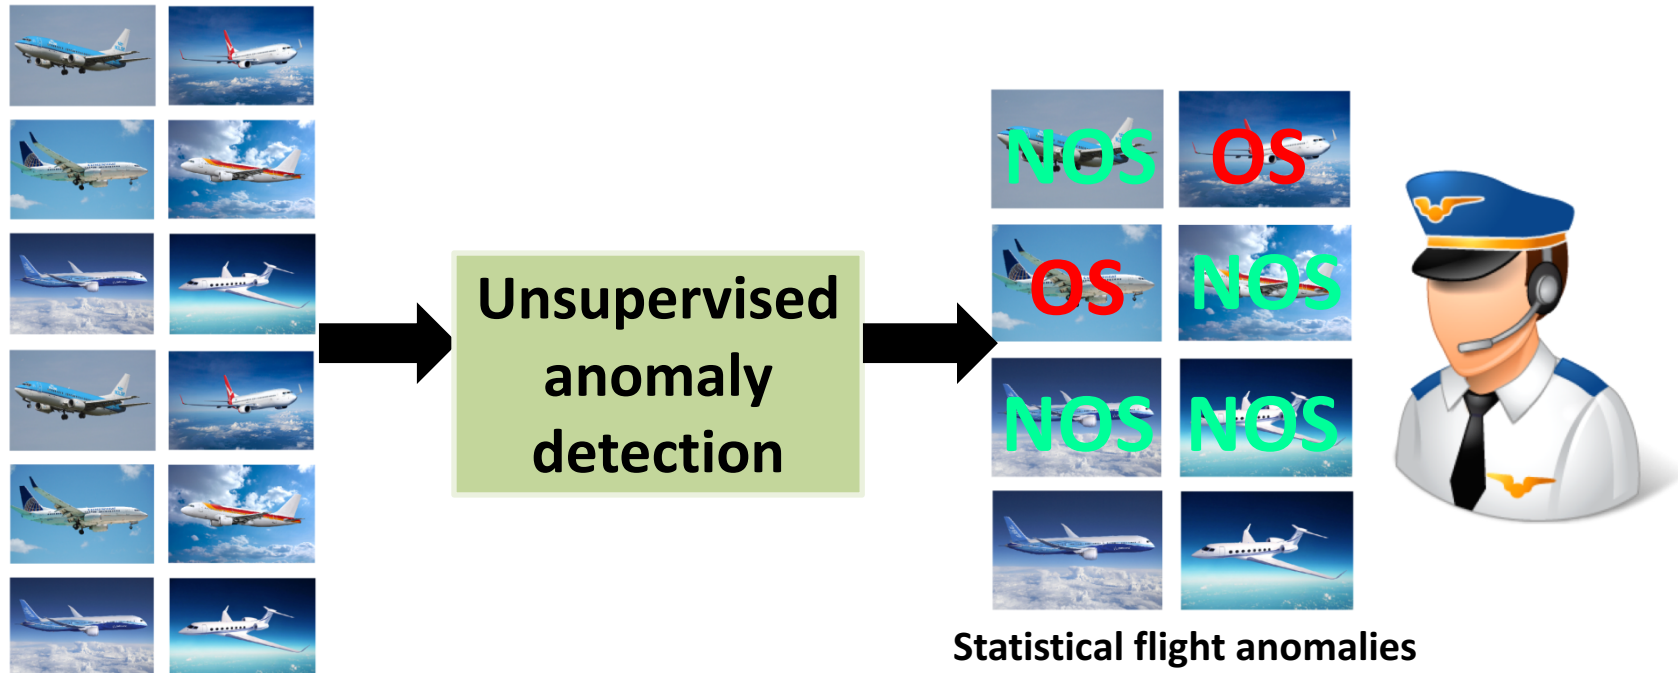 NOS OS
Unsupervised
anomaly
detection
OS NOS
NOS NOS
Statistical flight anomalies